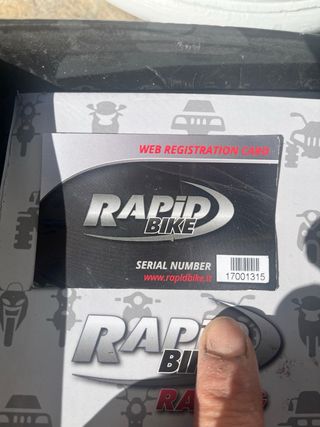 WEB REGISTRATION CARD
RAPiD
BIKE
SERIAL NUMBER
www.rapidbike.it
17001315
RAPiD
BIKE